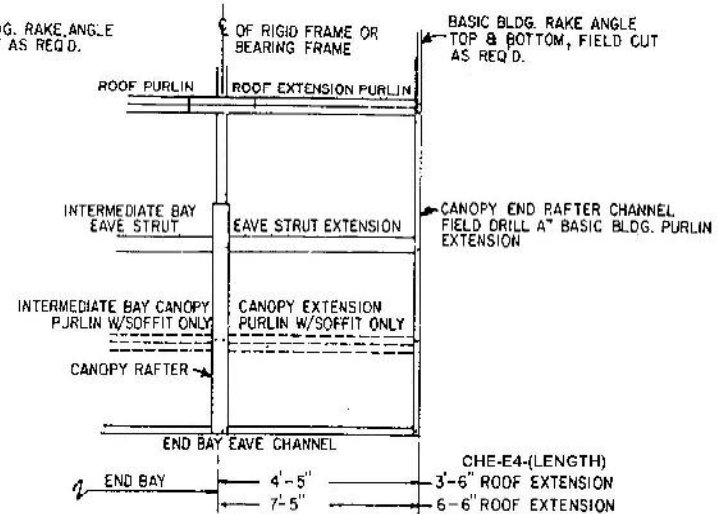 G. RAKE ANGLE
AS REQ'D.
℄ OF RIGID FRAME OR
BEARING FRAME
BASIC BLDG. RAKE ANGLE
TOP & BOTTOM, FIELD CUT
AS REQ'D.
ROOF PURLIN
ROOF EXTENSION PURLIN
INTERMEDIATE BAY
EAVE STRUT
EAVE STRUT EXTENSION
CANOPY END RAFTER CHANNEL
FIELD DRILL AT BASIC BLDG. PURLIN
EXTENSION
INTERMEDIATE BAY CANOPY
PURLIN W/SOFFIT ONLY
CANOPY EXTENSION
PURLIN W/SOFFIT ONLY
CANOPY RAFTER
END BAY EAVE CHANNEL
CHE-E4-(LENGTH)
END BAY
4'-5"
3'-6" ROOF EXTENSION
7'-5"
6-6" ROOF EXTENSION